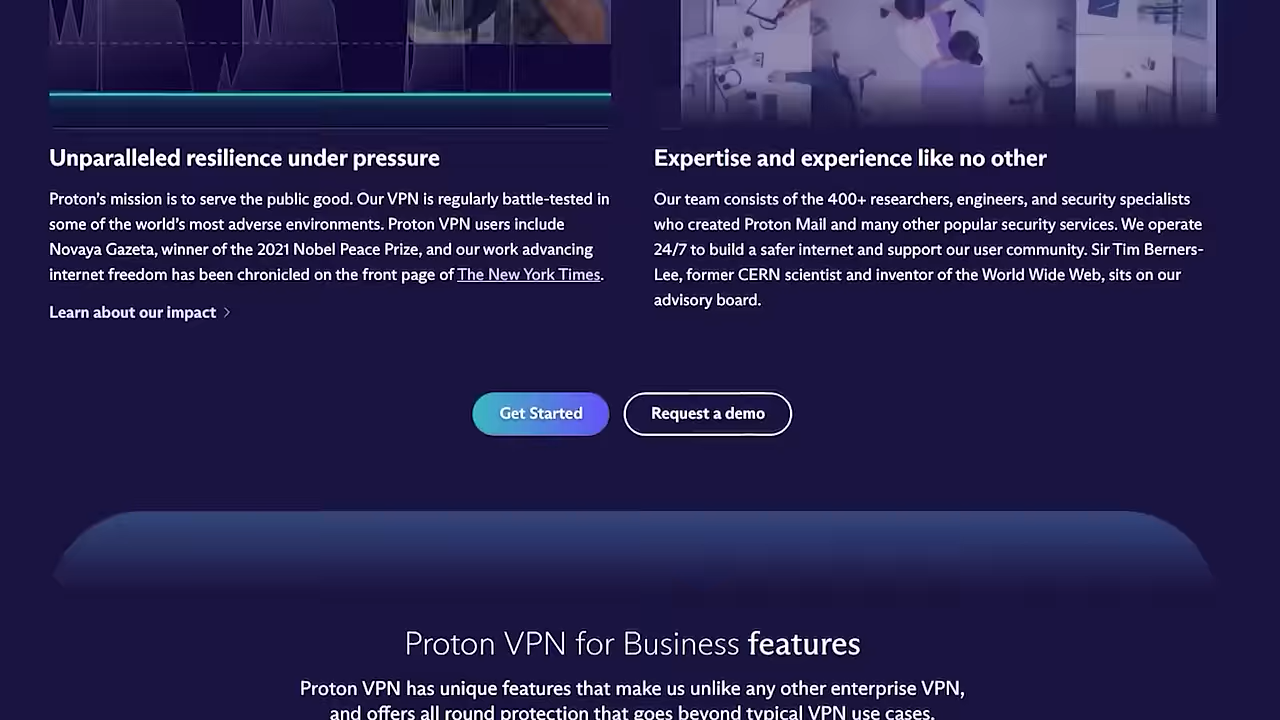 Unparalleled resilience under pressure
Proton's mission is to serve the public good. Our VPN is regularly battle-tested in
some of the world's most adverse environments. Proton VPN users include
Novaya Gazeta, winner of the 2021 Nobel Peace Prize, and our work advancing
internet freedom has been chronicled on the front page of The New York Times.
Learn about our impact
Expertise and experience like no other
Our team consists of the 400+ researchers, engineers, and security specialists
who created Proton Mail and many other popular security services. We operate
24/7 to build a safer internet and support our user community. Sir Tim Berners-
Lee, former CERN scientist and inventor of the World Wide Web, sits on our
advisory board.
Get Started
Request a demo
Proton VPN for Business features
Proton VPN has unique features that make us unlike any other enterprise VPN,
and offers all round protection that goes beyond typical VPN use cases.